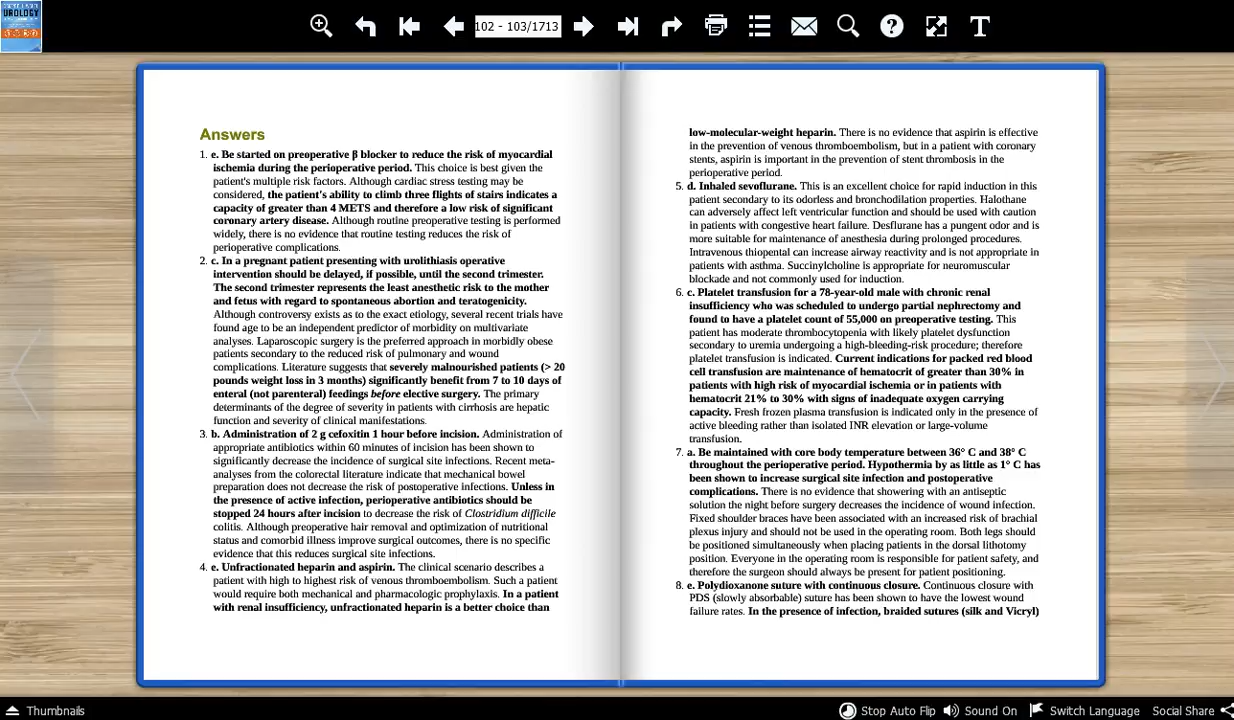 UROLOGY
102 - 103/1713
Answers
1. e. Be started on preoperative β blocker to reduce the risk of myocardial
ischemia during the perioperative period. This choice is best given the
patient's multiple risk factors. Although cardiac stress testing may be
considered, the patient's ability to climb three flights of stairs indicates a
capacity of greater than 4 METS and therefore a low risk of significant
coronary artery disease. Although routine preoperative testing is performed
widely, there is no evidence that routine testing reduces the risk of
perioperative complications.
2. c. In a pregnant patient presenting with urolithiasis operative
intervention should be delayed, if possible, until the second trimester.
The second trimester represents the least anesthetic risk to the mother
and fetus with regard to spontaneous abortion and teratogenicity.
Although controversy exists as to the exact etiology, several recent trials have
found age to be an independent predictor of morbidity on multivariate
analyses. Laparoscopic surgery is the preferred approach in morbidly obese
patients secondary to the reduced risk of pulmonary and wound
complications. Literature suggests that severely malnourished patients (> 20
pounds weight loss in 3 months) significantly benefit from 7 to 10 days of
enteral (not parenteral) feedings before elective surgery. The primary
determinants of the degree of severity in patients with cirrhosis are hepatic
function and severity of clinical manifestations.
3. b. Administration of 2 g cefoxitin 1 hour before incision. Administration of
appropriate antibiotics within 60 minutes of incision has been shown to
significantly decrease the incidence of surgical site infections. Recent meta-
analyses from the colorectal literature indicate that mechanical bowel
preparation does not decrease the risk of postoperative infections. Unless in
the presence of active infection, perioperative antibiotics should be
stopped 24 hours after incision to decrease the risk of Clostridium difficile
colitis. Although preoperative hair removal and optimization of nutritional
status and comorbid illness improve surgical outcomes, there is no specific
evidence that this reduces surgical site infections.
4. e. Unfractionated heparin and aspirin. The clinical scenario describes a
patient with high to highest risk of venous thromboembolism. Such a patient
would require both mechanical and pharmacologic prophylaxis. In a patient
with renal insufficiency, unfractionated heparin is a better choice than
low-molecular-weight heparin. There is no evidence that aspirin is effective
in the prevention of venous thromboembolism, but in a patient with coronary
stents, aspirin is important in the prevention of stent thrombosis in the
perioperative period.
5. d. Inhaled sevoflurane. This is an excellent choice for rapid induction in this
patient secondary to its odorless and bronchodilation properties. Halothane
can adversely affect left ventricular function and should be used with caution
in patients with congestive heart failure. Desflurane has a pungent odor and is
more suitable for maintenance of anesthesia during prolonged procedures.
Intravenous thiopental can increase airway reactivity and is not appropriate in
patients with asthma. Succinylcholine is appropriate for neuromuscular
blockade and not commonly used for induction.
6. c. Platelet transfusion for a 78-year-old male with chronic renal
insufficiency who was scheduled to undergo partial nephrectomy and
found to have a platelet count of 55,000 on preoperative testing. This
patient has moderate thrombocytopenia with likely platelet dysfunction
secondary to uremia undergoing a high-bleeding-risk procedure; therefore
platelet transfusion is indicated. Current indications for packed red blood
cell transfusion are maintenance of hematocrit of greater than 30% in
patients with high risk of myocardial ischemia or in patients with
hematocrit 21% to 30% with signs of inadequate oxygen carrying
capacity. Fresh frozen plasma transfusion is indicated only in the presence of
active bleeding rather than isolated INR elevation or large-volume
transfusion.
7. a. Be maintained with core body temperature between 36° C and 38° C
throughout the perioperative period. Hypothermia by as little as 1° C has
been shown to increase surgical site infection and postoperative
complications. There is no evidence that showering with an antiseptic
solution the night before surgery decreases the incidence of wound infection.
Fixed shoulder braces have been associated with an increased risk of brachial
plexus injury and should not be used in the operating room. Both legs should
be positioned simultaneously when placing patients in the dorsal lithotomy
position. Everyone in the operating room is responsible for patient safety, and
therefore the surgeon should always be present for patient positioning.
8. e. Polydioxanone suture with continuous closure. Continuous closure with
PDS (slowly absorbable) suture has been shown to have the lowest wound
failure rates. In the presence of infection, braided sutures (silk and Vicryl)
Thumbnails
Stop Auto Flip
Sound On
Switch Language
Social Share